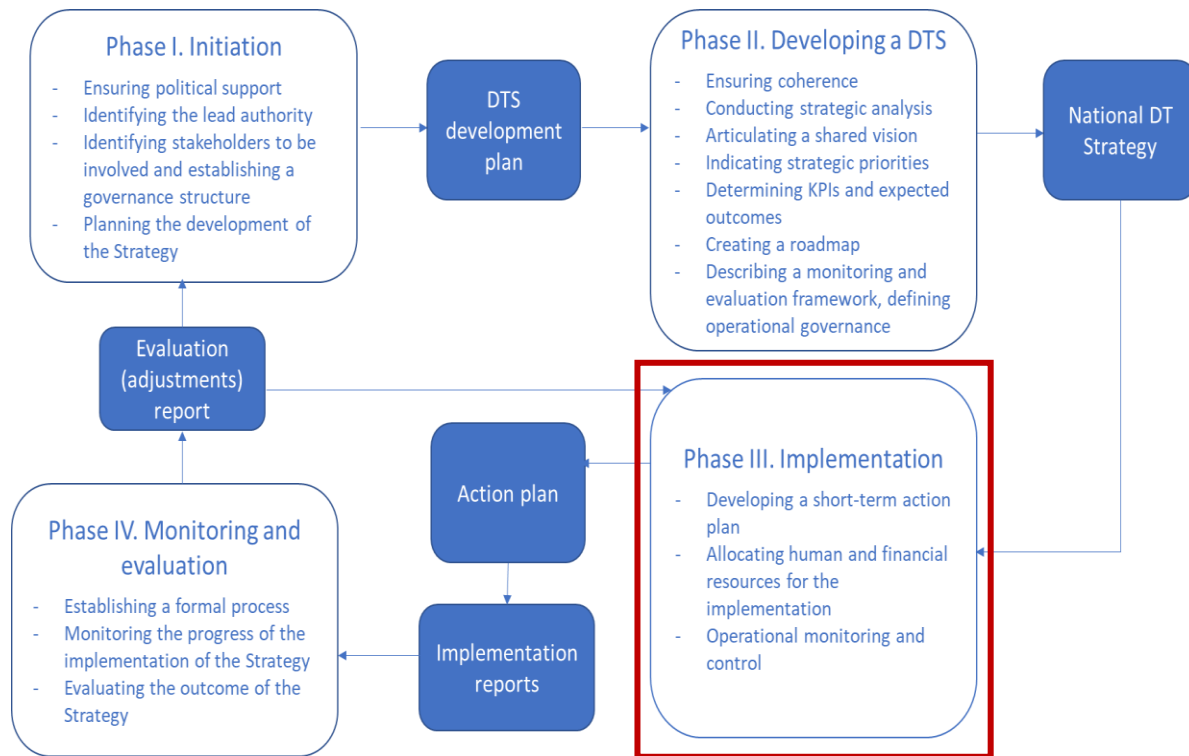 Phase I. Initiation
- Ensuring political support
- Identifying the lead authority
- Identifying stakeholders to be
involved and establishing a
governance structure
- Planning the development of
the Strategy
DTS
development
plan
Phase II. Developing a DTS
- Ensuring coherence
- Conducting strategic analysis
- Articulating a shared vision
- Indicating strategic priorities
- Determining KPIs and expected
outcomes
- Creating a roadmap
- Describing a monitoring and
evaluation framework, defining
operational governance
National DT
Strategy
Phase III. Implementation
- Developing a short-term action
plan
- Allocating human and financial
resources for the
implementation
- Operational monitoring and
control
Action plan
Implementation
reports
Phase IV. Monitoring and
evaluation
- Establishing a formal process
- Monitoring the progress of the
implementation of the Strategy
- Evaluating the outcome of the
Strategy
Evaluation
(adjustments)
report